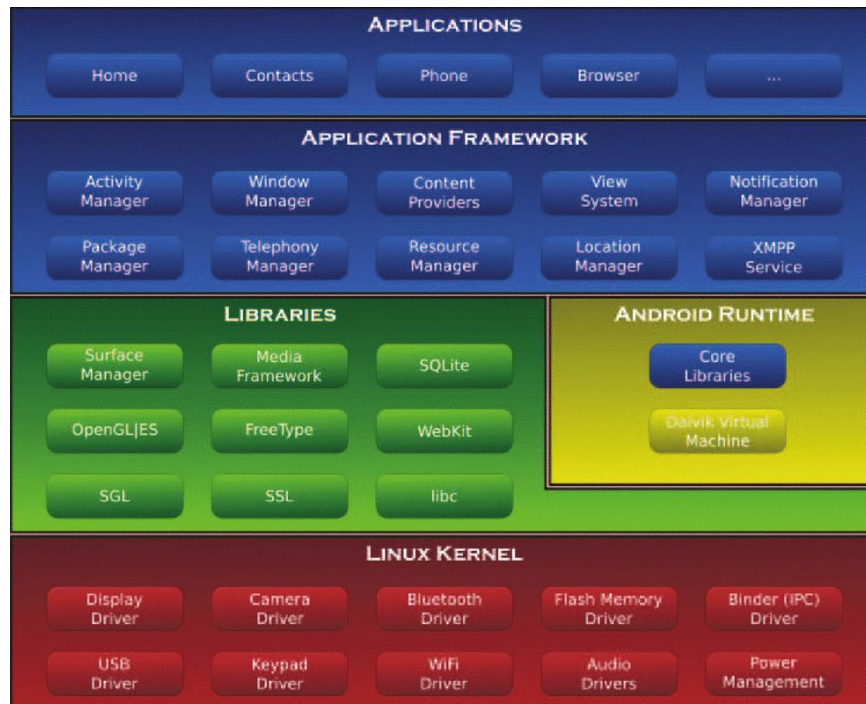 APPLICATIONS
Home Contacts Phone Browser ...
APPLICATION FRAMEWORK
Activity Manager Window Manager Content Providers View System Notification Manager
Package Manager Telephony Manager Resource Manager Location Manager XMPP Service
LIBRARIES
Surface Manager Media Framework SQLite
OpenGL|ES FreeType WebKit
SGL SSL libc
ANDROID RUNTIME
Core Libraries
Dalvik Virtual Machine
LINUX KERNEL
Display Driver Camera Driver Bluetooth Driver Flash Memory Driver Binder (IPC) Driver
USB Driver Keypad Driver WiFi Driver Audio Drivers Power Management